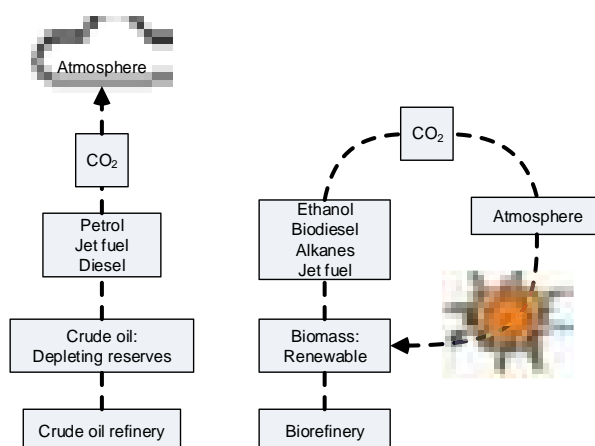 Atmosphere
CO₂
Petrol
Jet fuel
Diesel
Crude oil:
Depleting reserves
Crude oil refinery
CO₂
Ethanol
Biodiesel
Alkanes
Jet fuel
Atmosphere
Biomass:
Renewable
Biorefinery